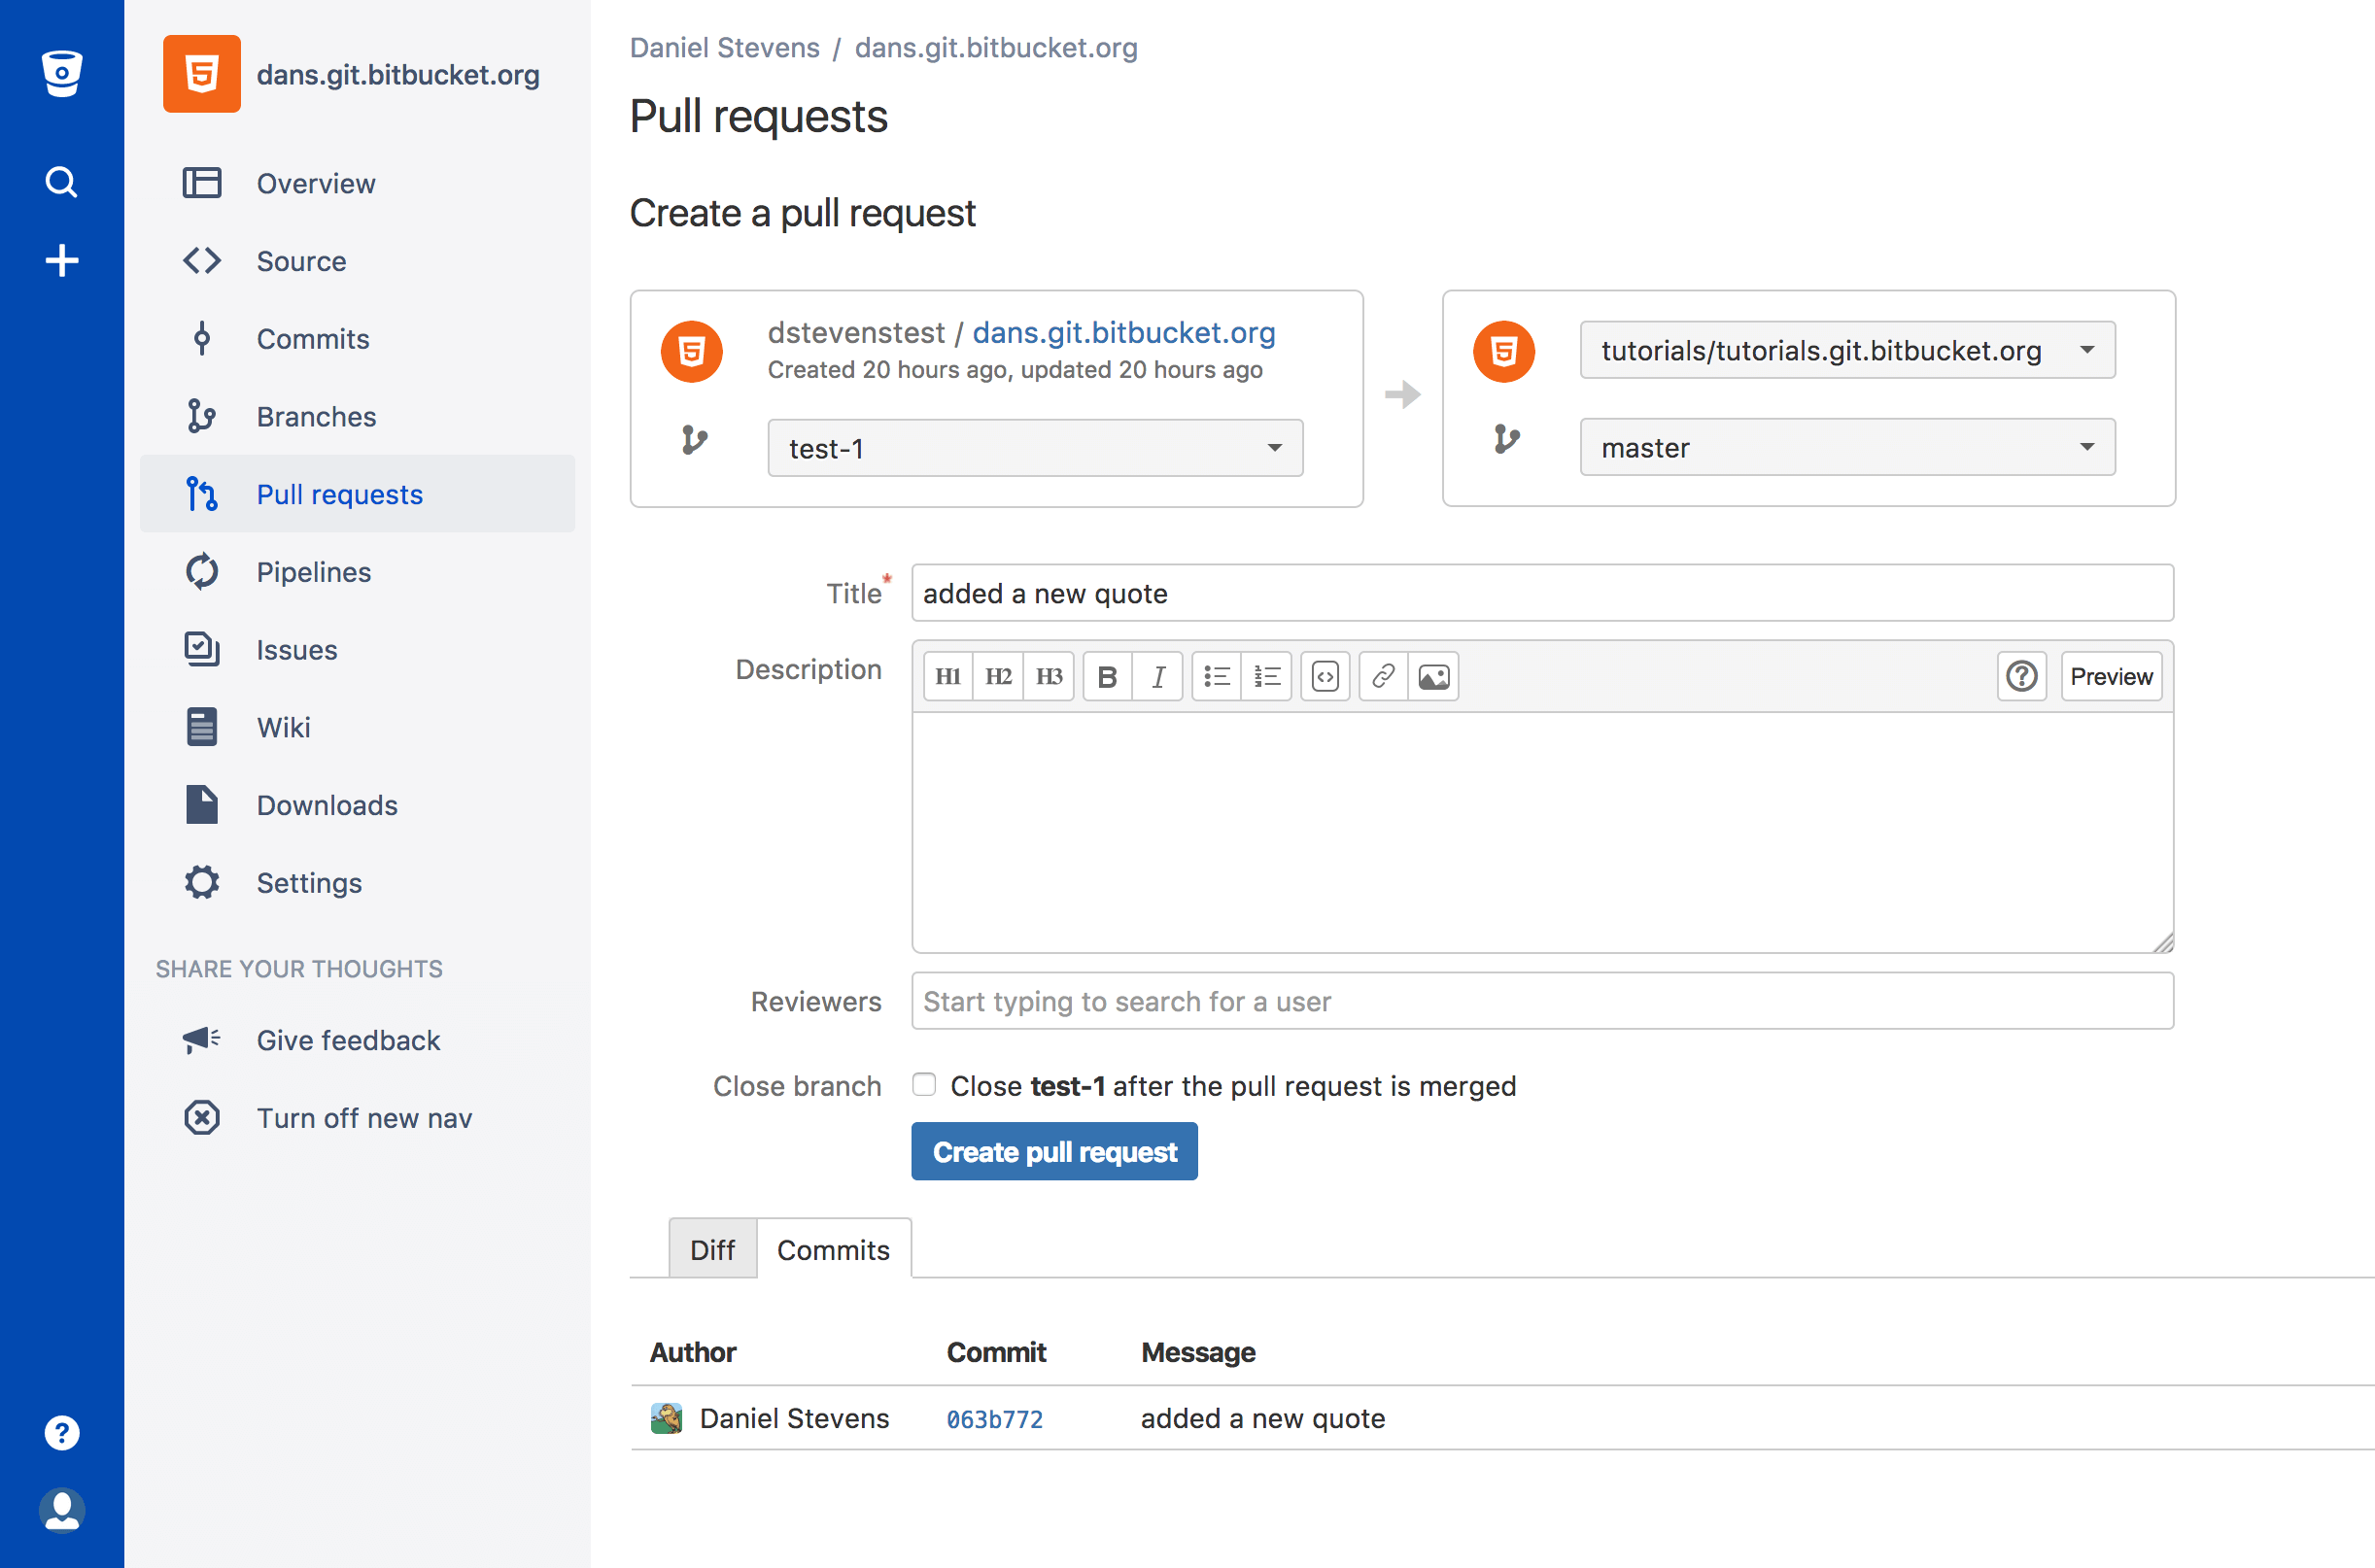 dans.git.bitbucket.org
Overview
Source
Commits
Branches
Pull requests
Pipelines
Issues
Wiki
Downloads
Settings
SHARE YOUR THOUGHTS
Give feedback
Turn off new nav
Daniel Stevens / dans.git.bitbucket.org
Pull requests
Create a pull request
dstevenstest / dans.git.bitbucket.org
Created 20 hours ago, updated 20 hours ago
test-1
tutorials/tutorials.git.bitbucket.org
master
Title* added a new quote
Description H1 H2 H3 B I Preview
Reviewers Start typing to search for a user
Close branch Close test-1 after the pull request is merged
Create pull request
Diff Commits
Author Commit Message
Daniel Stevens 063b772 added a new quote